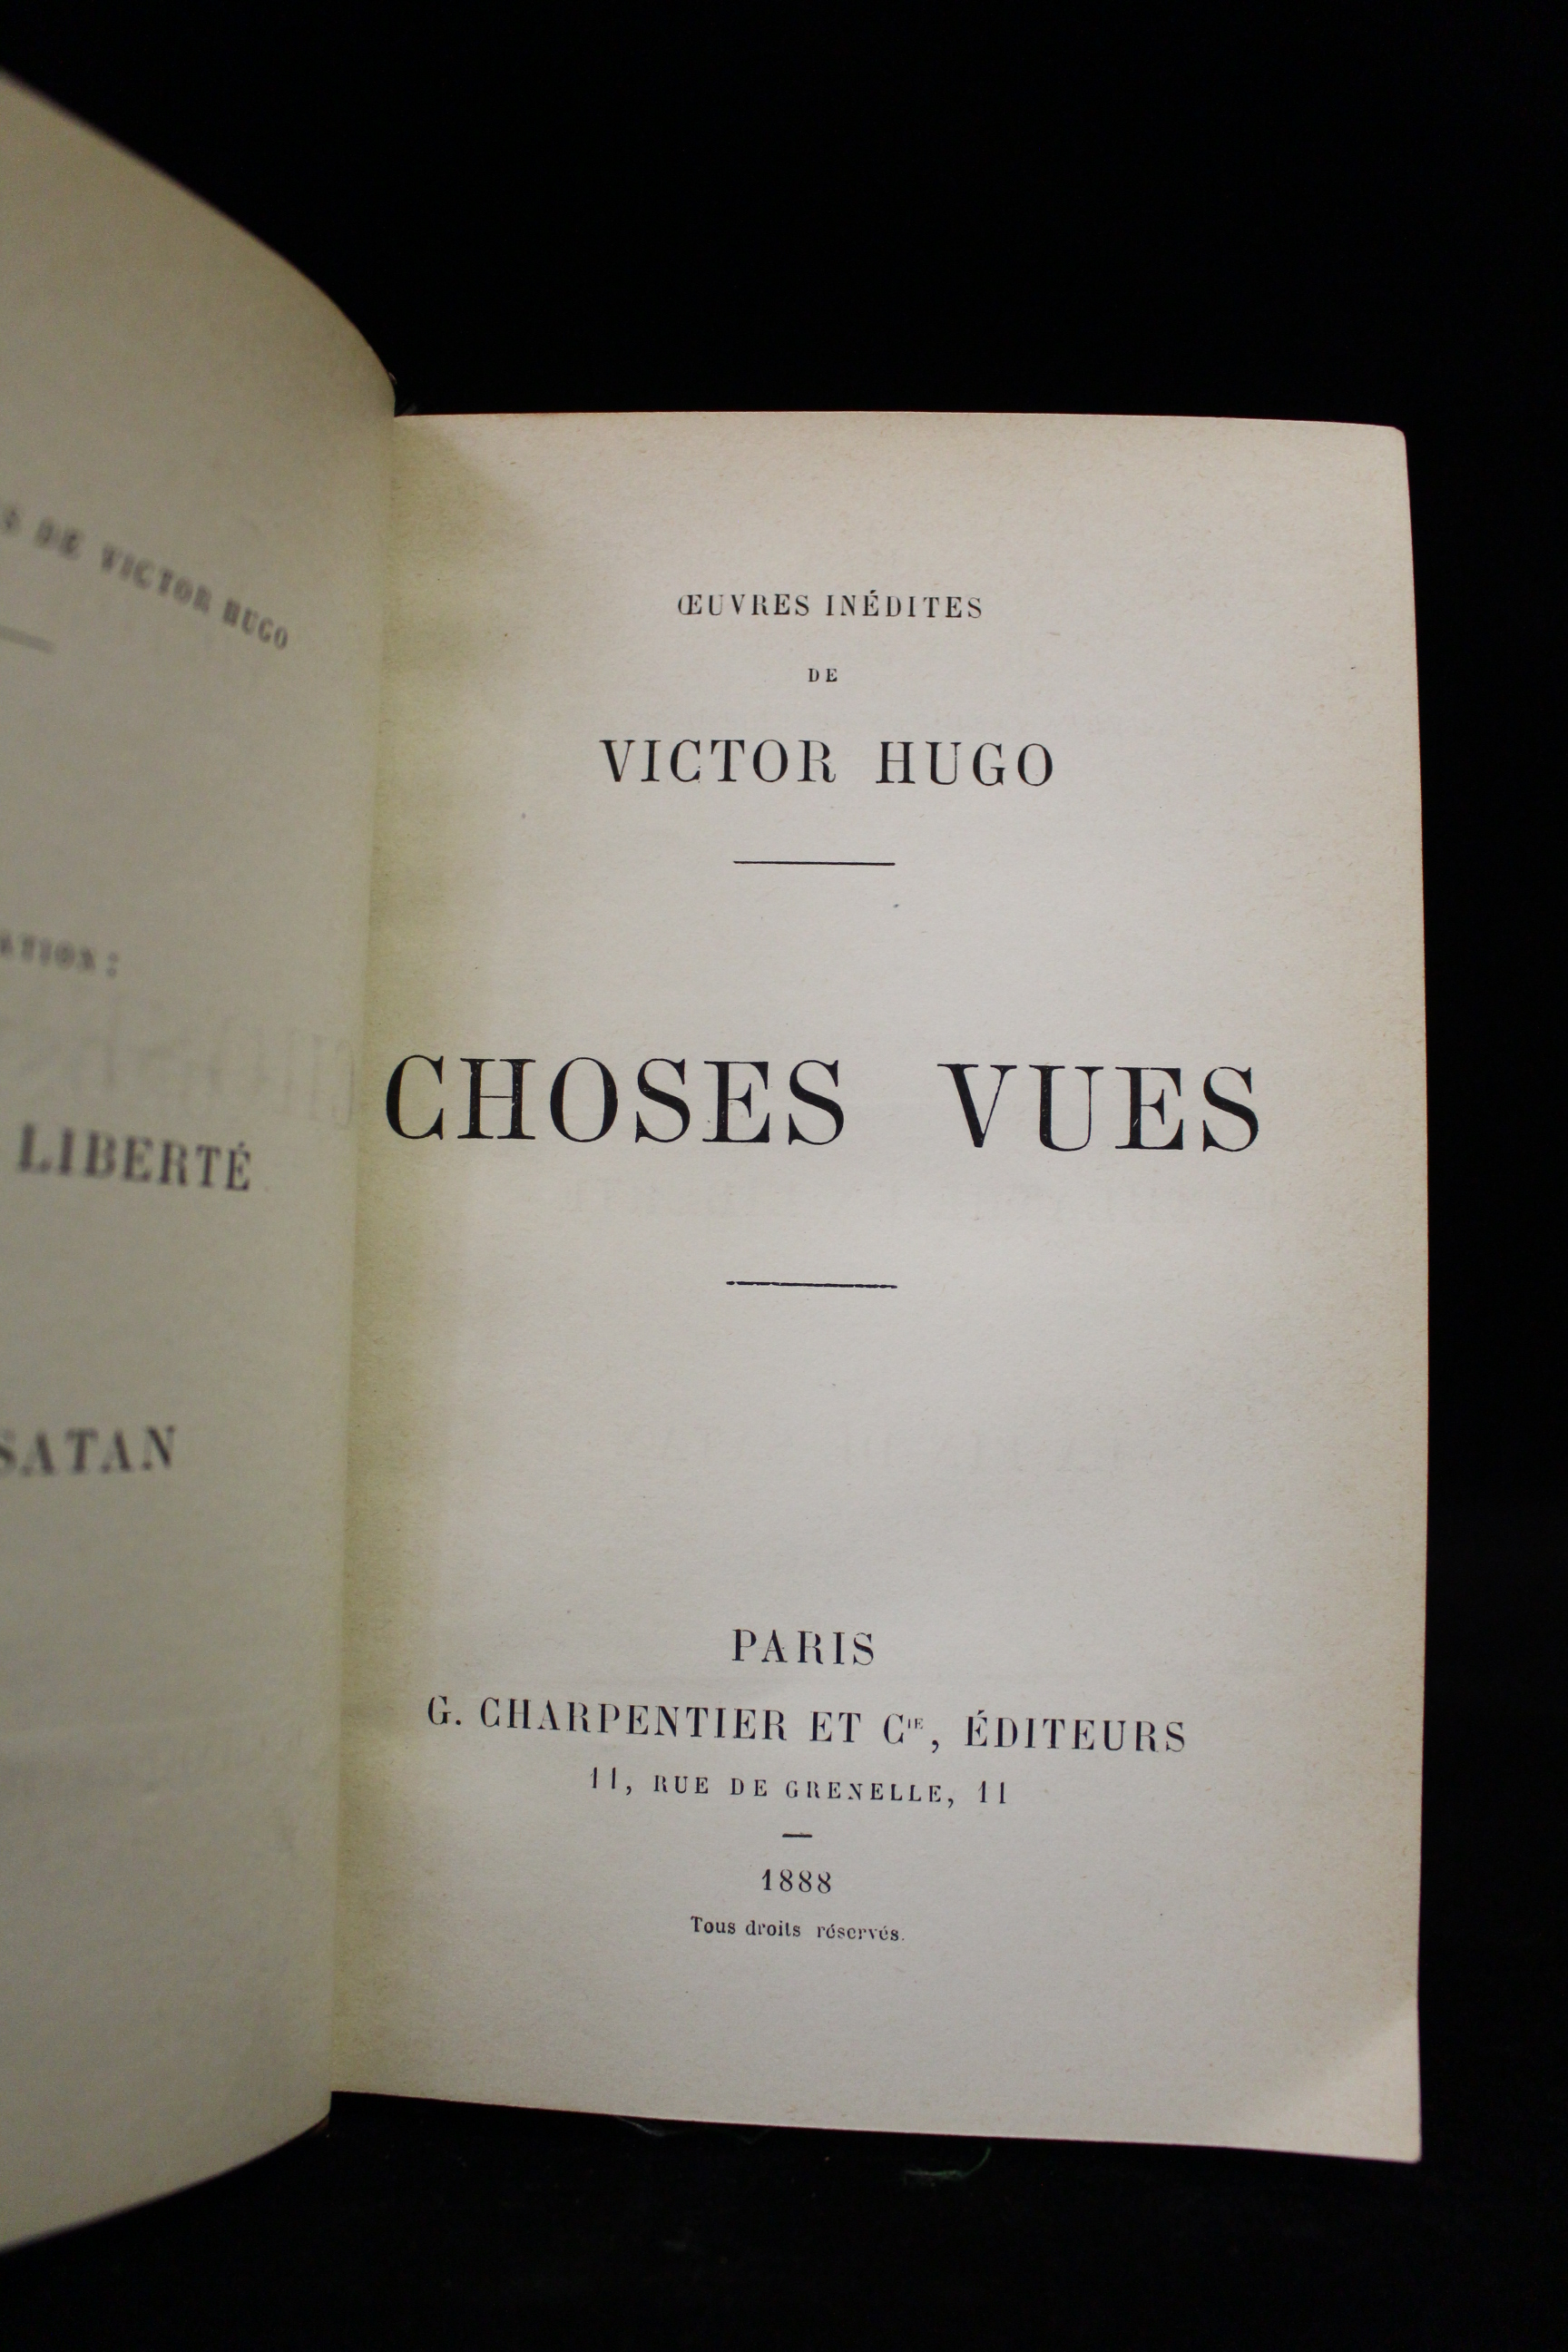 DE VICTOR HUGO
LIBERTÉ
SATAN
ŒUVRES INÉDITES
DE
VICTOR HUGO
CHOSES VUES
PARIS
G. CHARPENTIER ET Cⁱᴱ, ÉDITEURS
11, RUE DE GRENELLE, 11
1888
Tous droits réservés.